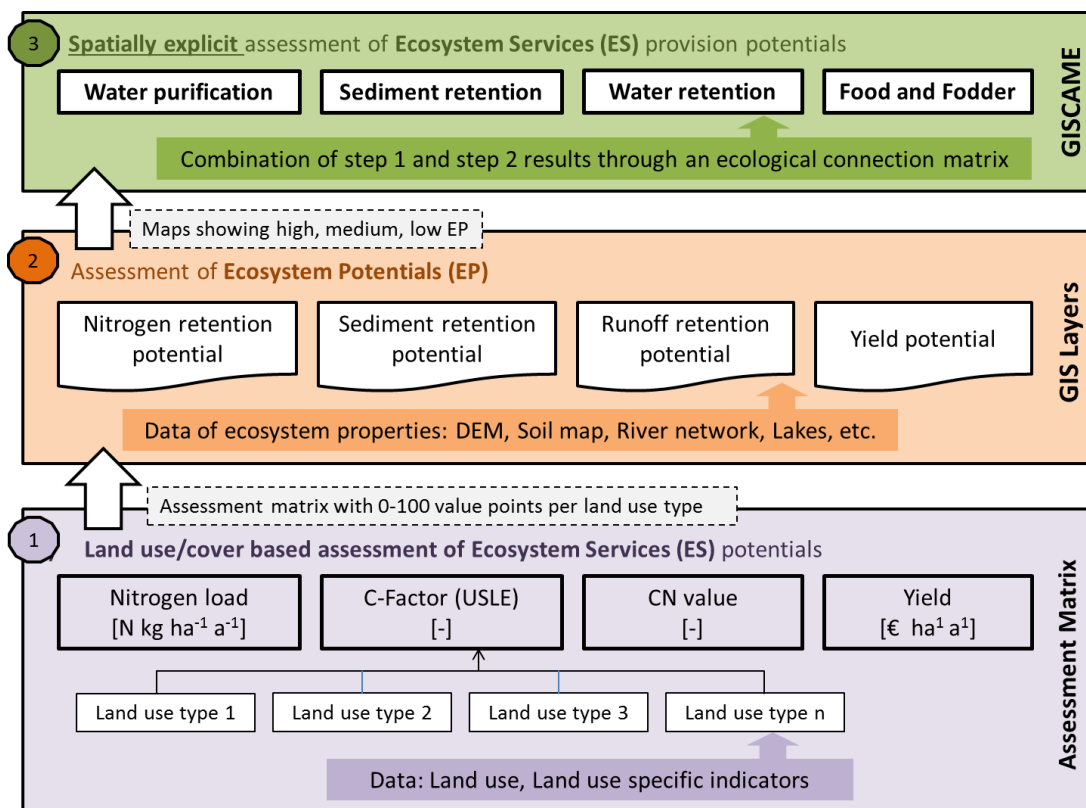 3
Spatially explicit assessment of Ecosystem Services (ES) provision potentials
Water purification
Sediment retention
Water retention
Food and Fodder
Combination of step 1 and step 2 results through an ecological connection matrix
GISCAME
Maps showing high, medium, low EP
2
Assessment of Ecosystem Potentials (EP)
Nitrogen retention
potential
Sediment retention
potential
Runoff retention
potential
Yield potential
Data of ecosystem properties: DEM, Soil map, River network, Lakes, etc.
GIS Layers
Assessment matrix with 0-100 value points per land use type
1
Land use/cover based assessment of Ecosystem Services (ES) potentials
Nitrogen load
[N kg ha⁻¹ a⁻¹]
C-Factor (USLE)
[-]
CN value
[-]
Yield
[€ ha¹ a¹]
Land use type 1
Land use type 2
Land use type 3
Land use type n
Data: Land use, Land use specific indicators
Assessment Matrix